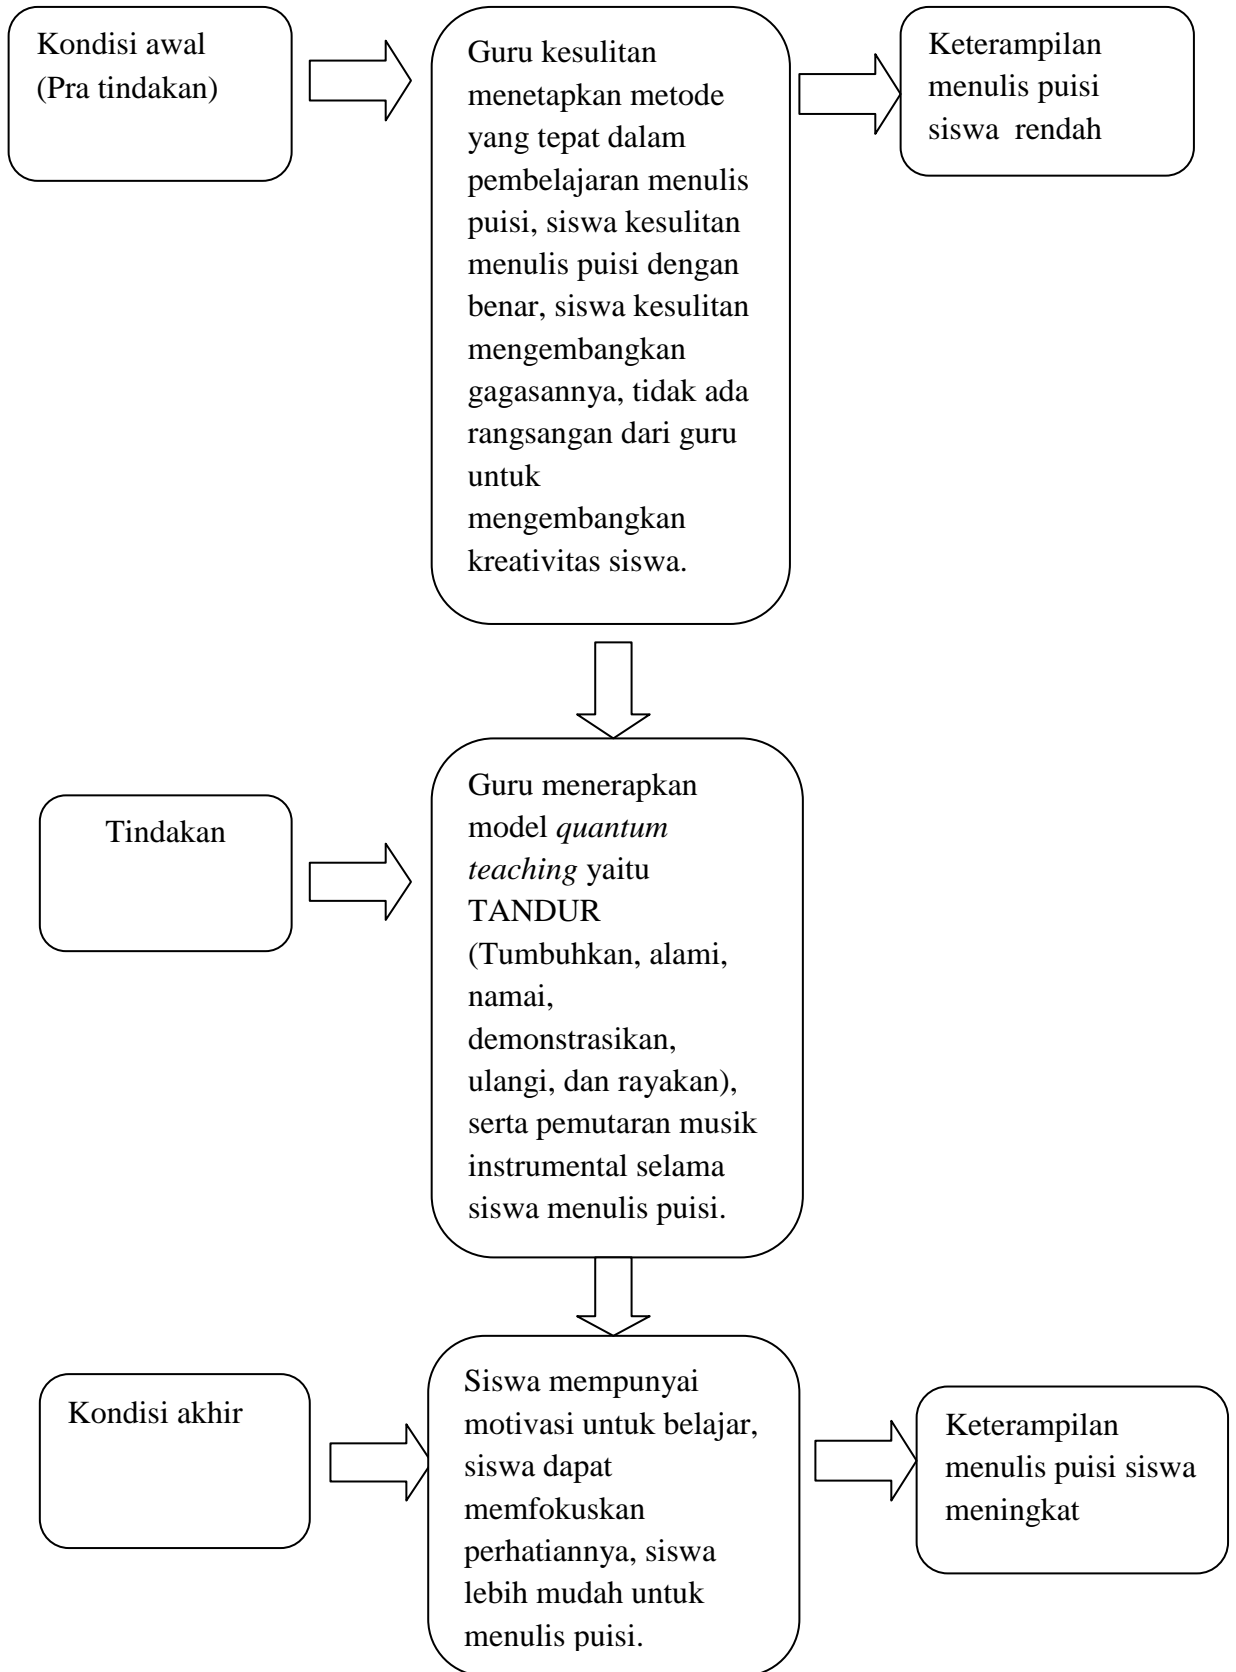 Kondisi awal
(Pra tindakan)
Guru kesulitan
menetapkan metode
yang tepat dalam
pembelajaran menulis
puisi, siswa kesulitan
menulis puisi dengan
benar, siswa kesulitan
mengembangkan
gagasannya, tidak ada
rangsangan dari guru
untuk
mengembangkan
kreativitas siswa.
Keterampilan
menulis puisi
siswa rendah
Tindakan
Guru menerapkan
model quantum
teaching yaitu
TANDUR
(Tumbuhkan, alami,
namai,
demonstrasikan,
ulangi, dan rayakan),
serta pemutaran musik
instrumental selama
siswa menulis puisi.
Kondisi akhir
Siswa mempunyai
motivasi untuk belajar,
siswa dapat
memfokuskan
perhatiannya, siswa
lebih mudah untuk
menulis puisi.
Keterampilan
menulis puisi siswa
meningkat